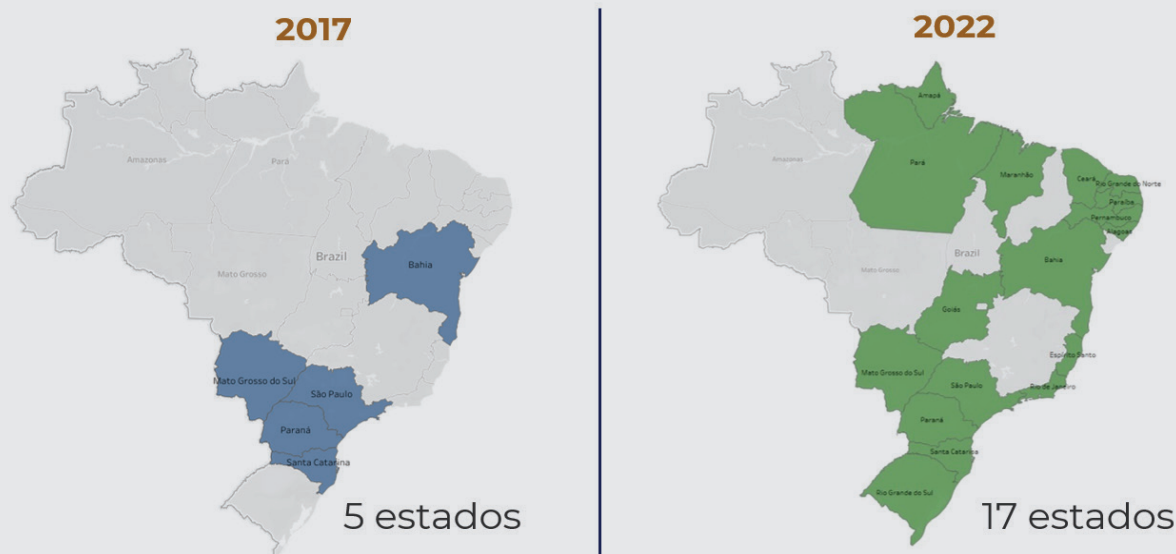 2017
Amazonas
Pará
Brazil
Mato Grosso
Bahia
Mato Grosso do Sul
São Paulo
Paraná
Santa Catarina
5 estados
2022
Amapá
Amazonas
Pará
Maranhão
Ceará
Rio Grande do Norte
Paraíba
Pernambuco
Alagoas
Brazil
Bahia
Mato Grosso
Goiás
Espírito Santo
Mato Grosso do Sul
São Paulo
Rio de Janeiro
Paraná
Santa Catarina
Rio Grande do Sul
17 estados